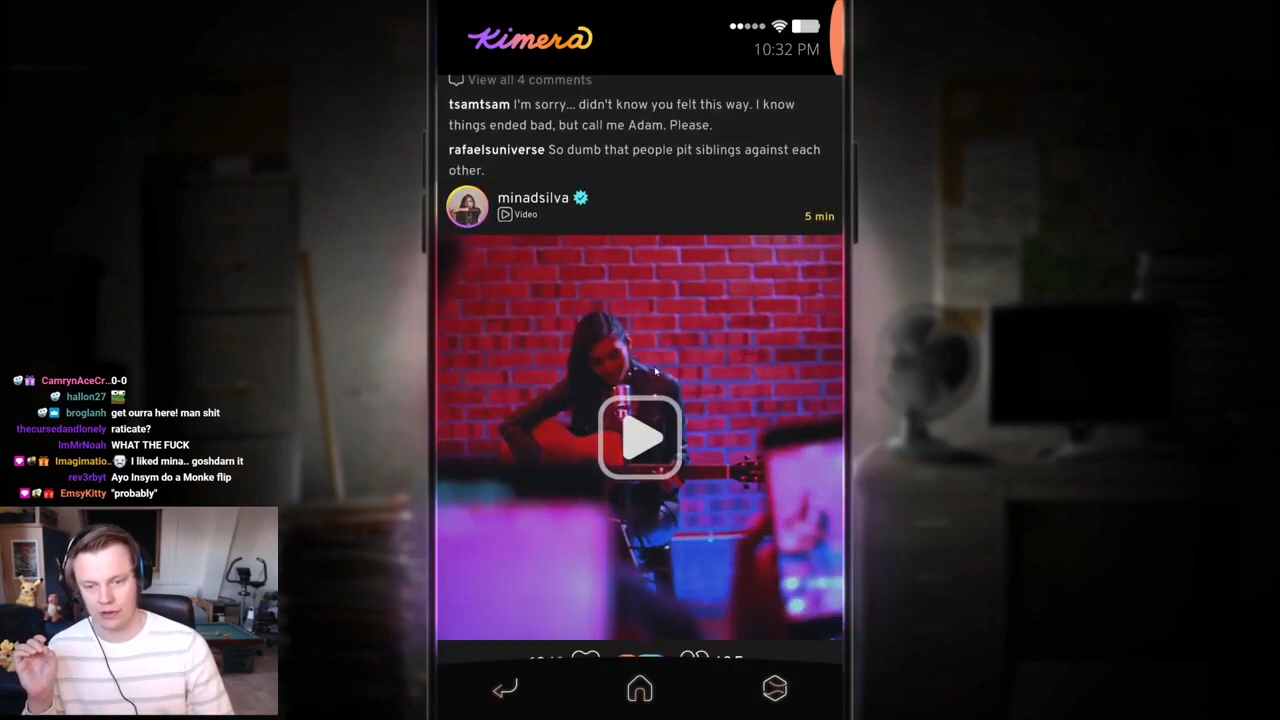 Kimera
10:32 PM
View all 4 comments
tsamtsam I'm sorry... didn't know you felt this way. I know
things ended bad, but call me Adam. Please.
rafaelsuniverse So dumb that people pit siblings against each
other.
minadsilva
Video
5 min
CamrynAceCr.. 0-0
hallon27
broglanh get ourra here! man shit
thecursedandlonely raticate?
ImMrNoah WHAT THE FUCK
Imaginatio.. I liked mina.. goshdarn it
rev3rbyt Ayo Insym do a Monke flip
EmsyKitty "probably"